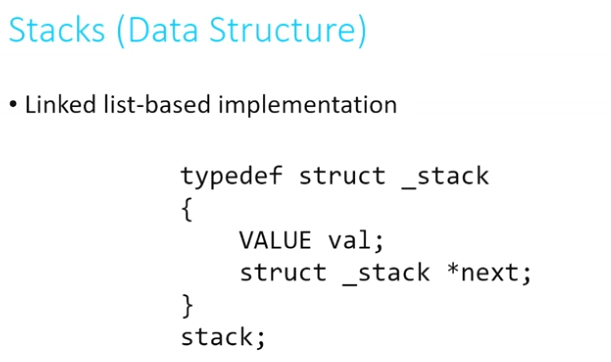 Stacks (Data Structure)
• Linked list-based implementation
typedef struct _stack
{
    VALUE val;
    struct _stack *next;
}
stack;